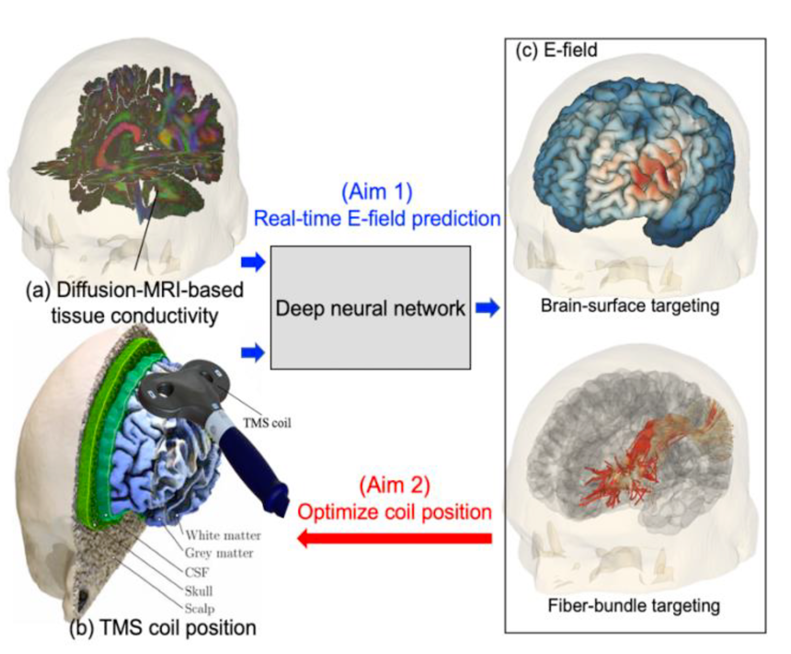 (c) E-field
(Aim 1)
Real-time E-field prediction
(a) Diffusion-MRI-based
tissue conductivity
Deep neural network
Brain-surface targeting
TMS coil
(Aim 2)
Optimize coil position
White matter
Grey matter
CSF
Skull
Scalp
(b) TMS coil position
Fiber-bundle targeting